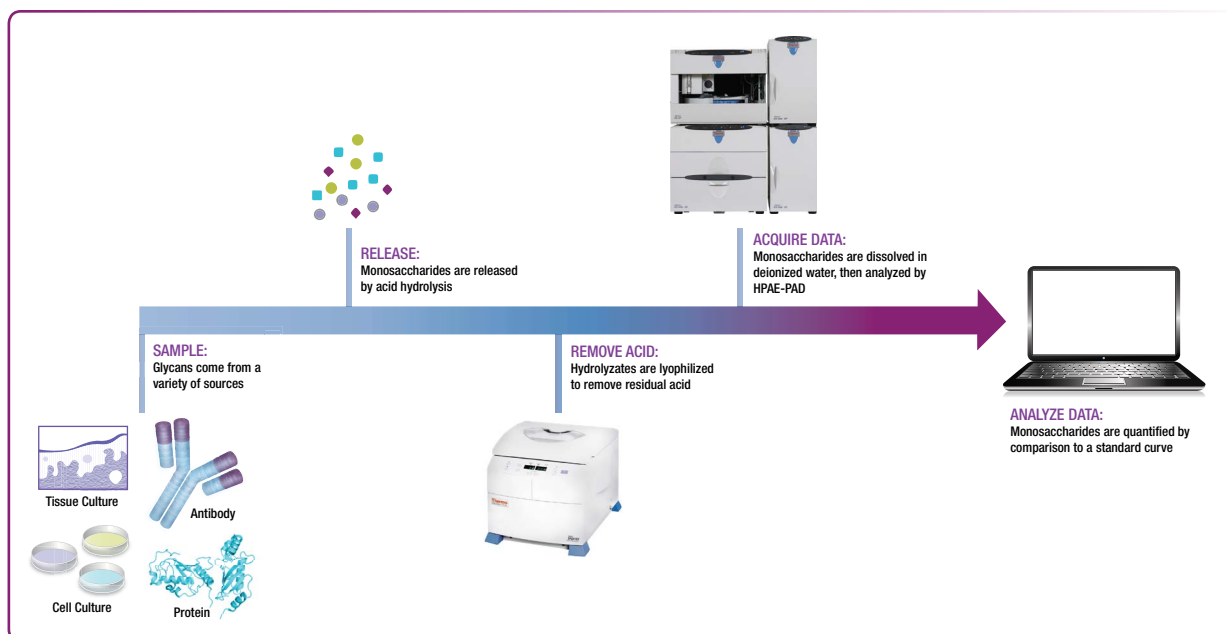 RELEASE:
Monosaccharides are released
by acid hydrolysis
ACQUIRE DATA:
Monosaccharides are dissolved in
deionized water, then analyzed by
HPAE-PAD
SAMPLE:
Glycans come from a
variety of sources
REMOVE ACID:
Hydrolyzates are lyophilized
to remove residual acid
ANALYZE DATA:
Monosaccharides are quantified by
comparison to a standard curve
Tissue Culture
Antibody
Cell Culture
Protein
Thermo